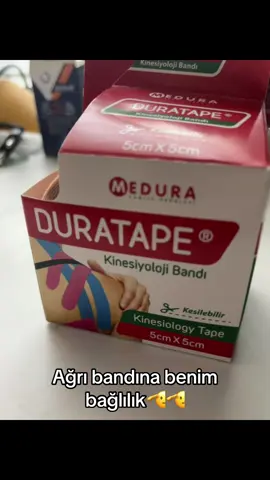 DURATAPE®
Kinesiyoloji Bandı
5cm X 5cm
MEDURA
DURATAPE®
Kinesiyoloji Bandı
Kesilebilir
Kinesiology Tape
5cm X 5cm
Ağrı bandına benim
bağlılık🫡🫡